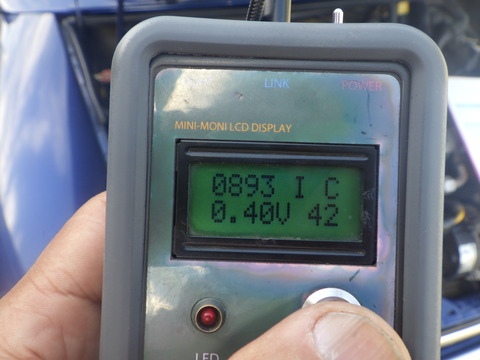 LINK POWER
MINI-MONI LCD DISPLAY
0893 I C
0.40V 42
LED